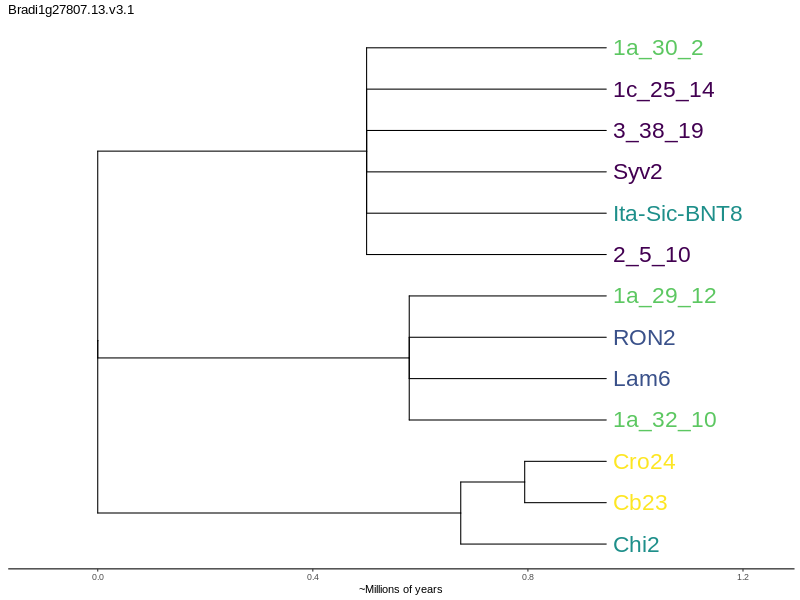 Bradi1g27807.13.v3.1
1a_30_2
1c_25_14
3_38_19
Syv2
Ita-Sic-BNT8
2_5_10
1a_29_12
RON2
Lam6
1a_32_10
Cro24
Cb23
Chi2
0.0 0.4 0.8 1.2
~Millions of years